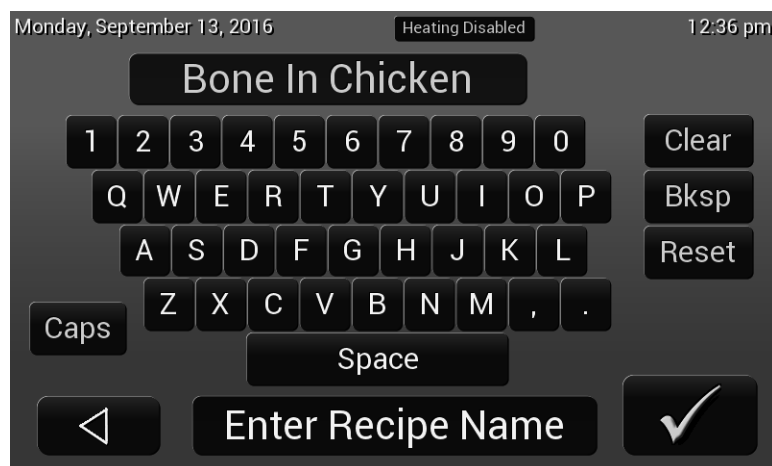 Monday, September 13, 2016 Heating Disabled 12:36 pm
Bone In Chicken
1 2 3 4 5 6 7 8 9 0 Clear
Q W E R T Y U I O P Bksp
A S D F G H J K L Reset
Z X C V B N M , .
Caps
Space
Enter Recipe Name